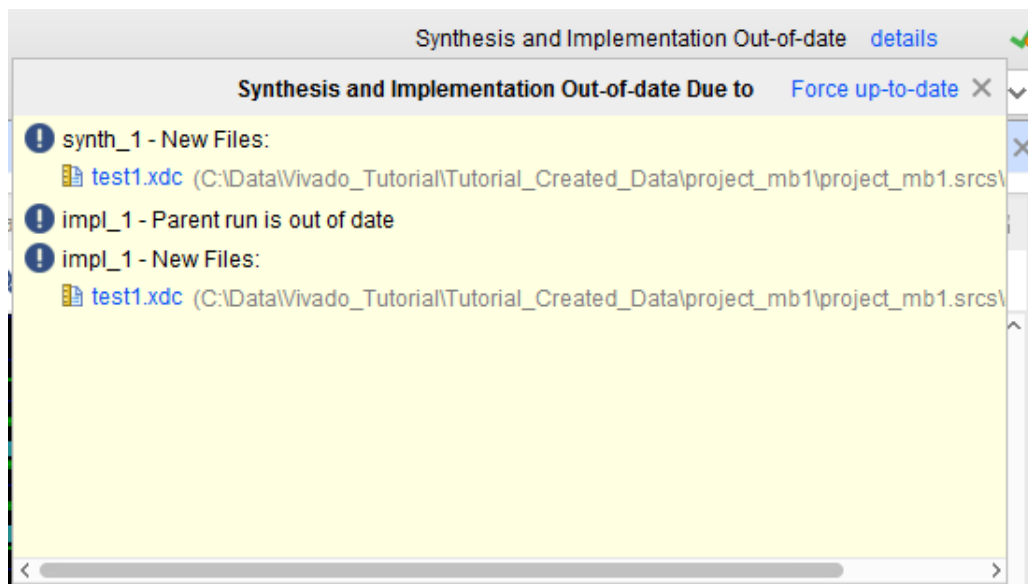 Synthesis and Implementation Out-of-date details
Synthesis and Implementation Out-of-date Due to Force up-to-date
synth_1 - New Files:
test1.xdc (C:\Data\Vivado_Tutorial\Tutorial_Created_Data\project_mb1\project_mb1.srcs\
impl_1 - Parent run is out of date
impl_1 - New Files:
test1.xdc (C:\Data\Vivado_Tutorial\Tutorial_Created_Data\project_mb1\project_mb1.srcs\